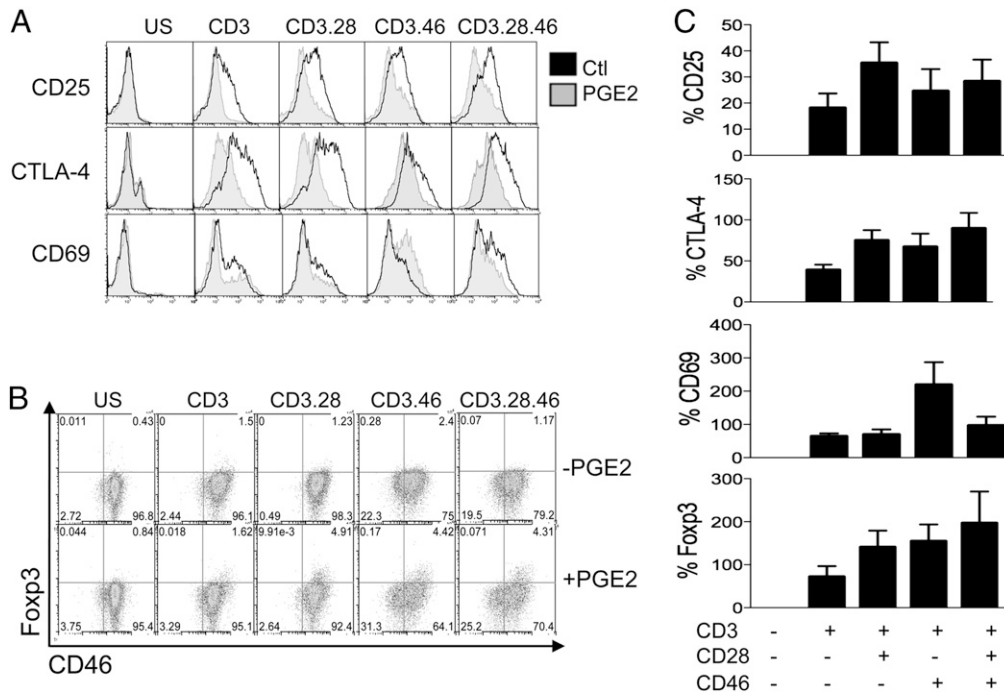 A
US CD3 CD3.28 CD3.46 CD3.28.46
CD25
CTLA-4
CD69
Ctl
PGE2
B
US CD3 CD3.28 CD3.46 CD3.28.46
0.011 0.43 0 1.5 0 1.23 0.28 2.4 0.07 1.17
2.72 96.8 2.44 96.1 0.49 98.3 22.3 75 19.5 79.2
-PGE2
0.044 0.84 0.018 1.62 9.91e-3 4.91 0.17 4.42 0.071 4.31
3.75 95.4 3.29 95.1 2.64 92.4 31.3 64.1 25.2 70.4
+PGE2
Foxp3
CD46
C
% CD25
50
40
30
20
10
0
% CTLA-4
150
100
50
0
% CD69
400
300
200
100
0
% Foxp3
300
200
100
0
CD3 - + + + +
CD28 - - + - +
CD46 - - - + +